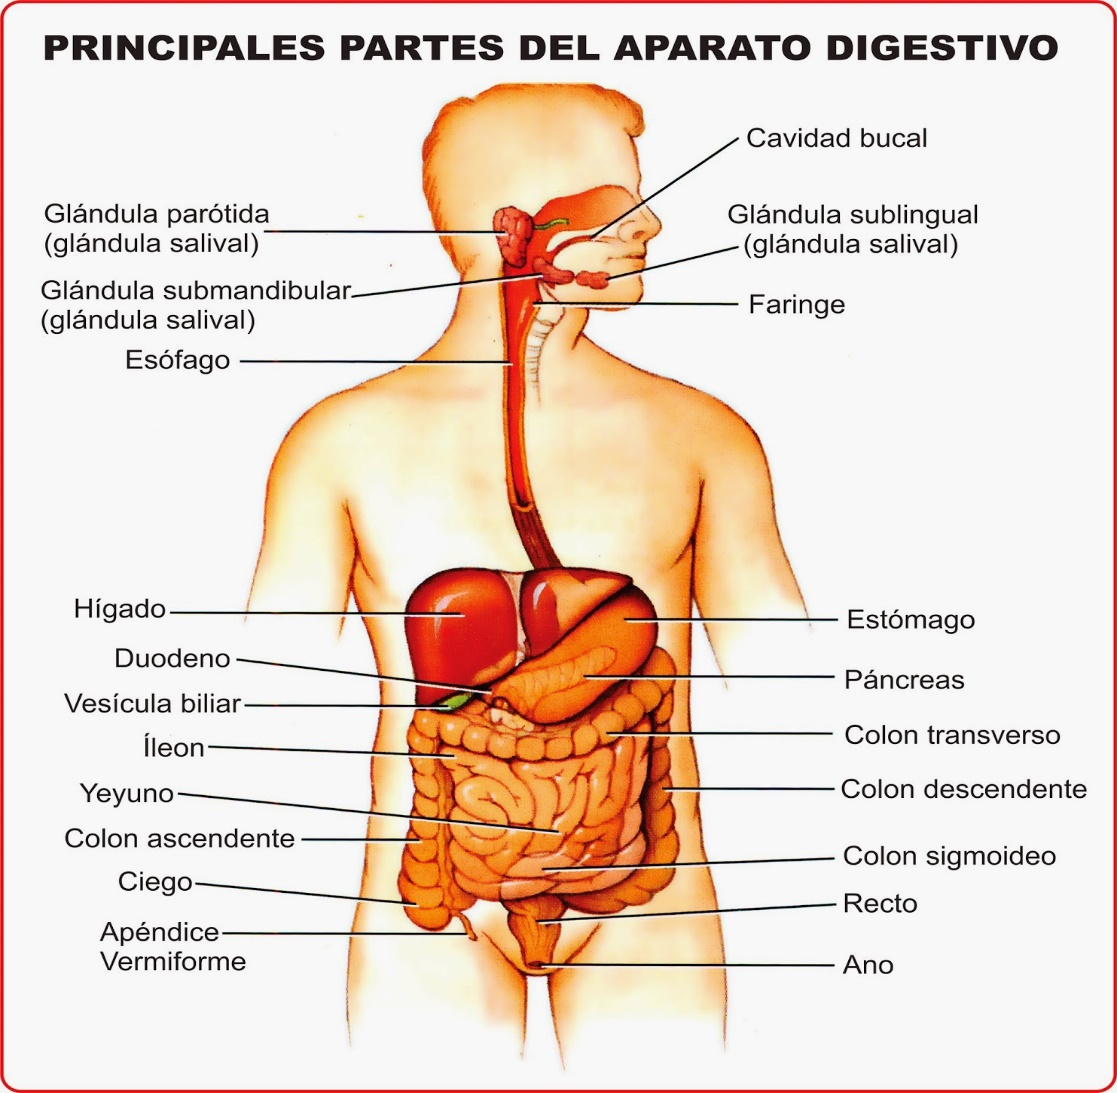 PRINCIPALES PARTES DEL APARATO DIGESTIVO
Cavidad bucal
Glándula parótida
(glándula salival)
Glándula sublingual
(glándula salival)
Glándula submandibular
(glándula salival)
Faringe
Esófago
Hígado
Estómago
Duodeno
Páncreas
Vesícula biliar
Colon transverso
Íleon
Colon descendente
Yeyuno
Colon ascendente
Colon sigmoideo
Ciego
Recto
Apéndice
Vermiforme
Ano